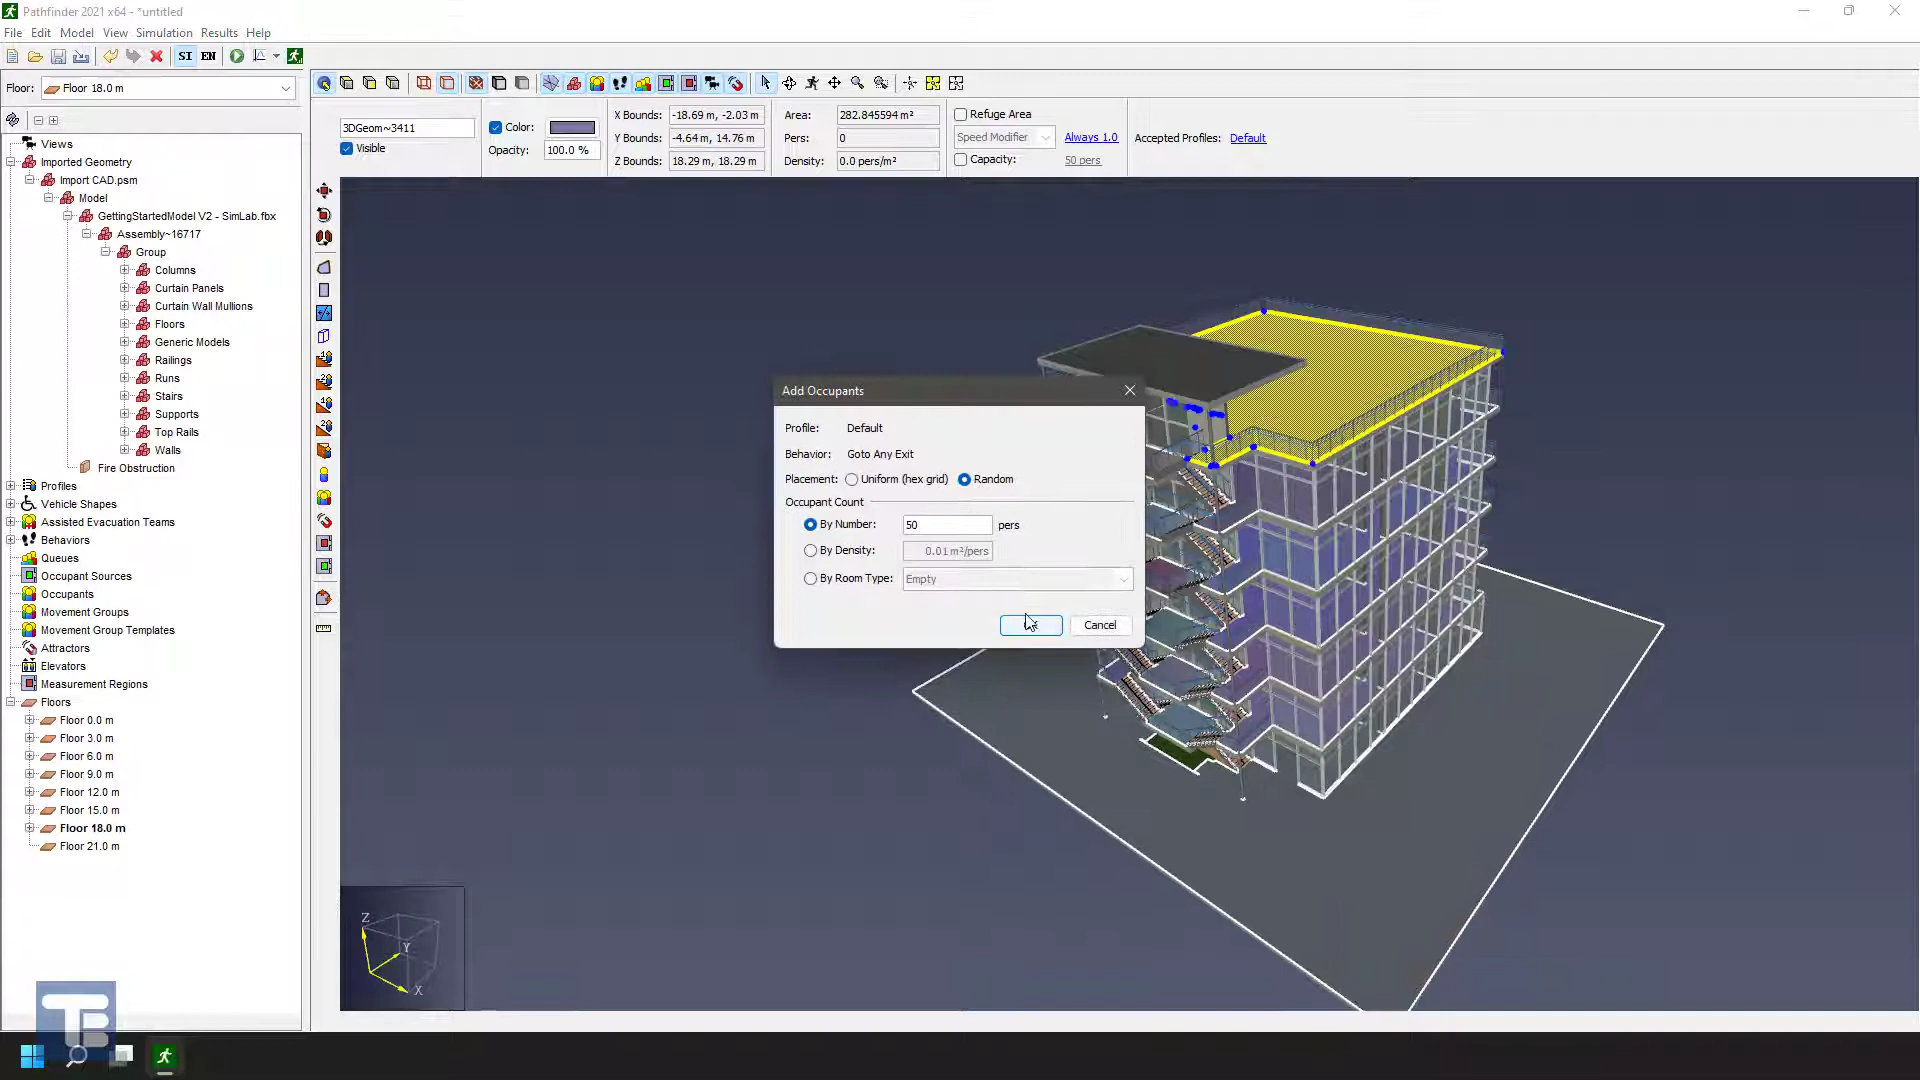 Pathfinder 2021 x64 - *untitled
File Edit Model View Simulation Results Help
SI EN
Floor: Floor 18.0 m
3DGeom~3411
Visible
Color:
Opacity: 100.0 %
X Bounds: -18.69 m, -2.03 m
Y Bounds: -4.64 m, 14.76 m
Z Bounds: 18.29 m, 18.29 m
Area: 282.845594 m²
Pers: 0
Density: 0.0 pers/m²
Refuge Area
Speed Modifier Always 1.0
Capacity: 50 pers
Accepted Profiles: Default
Views
Imported Geometry
Import CAD.psm
Model
GettingStartedModel V2 - SimLab.fbx
Assembly~16717
Group
Columns
Curtain Panels
Curtain Wall Mullions
Floors
Generic Models
Railings
Runs
Stairs
Supports
Top Rails
Walls
Fire Obstruction
Profiles
Vehicle Shapes
Assisted Evacuation Teams
Behaviors
Queues
Occupant Sources
Occupants
Movement Groups
Movement Group Templates
Attractors
Elevators
Measurement Regions
Floors
Floor 0.0 m
Floor 3.0 m
Floor 6.0 m
Floor 9.0 m
Floor 12.0 m
Floor 15.0 m
Floor 18.0 m
Floor 21.0 m
Add Occupants
Profile: Default
Behavior: Goto Any Exit
Placement: Uniform (hex grid) Random
Occupant Count
By Number: 50 pers
By Density: 0.01 m²/pers
By Room Type: Empty
Cancel
Z
Y
X
TB